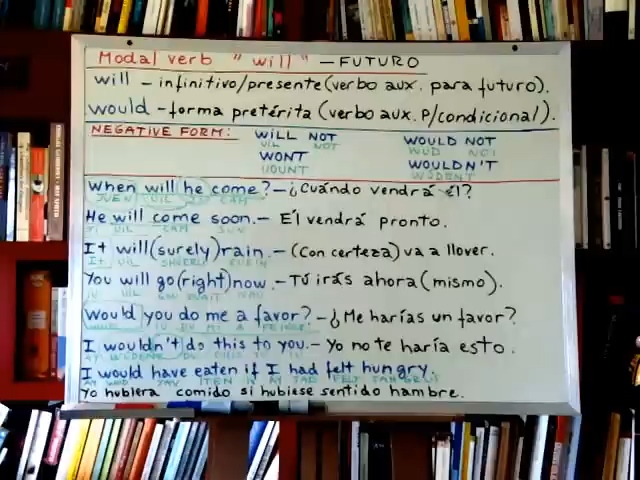 Modal verb "will" — FUTURO
will - infinitivo/presente (verbo aux. para futuro).
would - forma pretérita (verbo aux. p/condicional).
NEGATIVE FORM: WILL NOT WOULD NOT
VIL NOT WUD NOT
WONT WOULDN'T
When will he come? - ¿Cuándo vendrá él?
He will come soon. - Él vendrá pronto.
It will (surely) rain. - (Con certeza) va a llover.
You will go (right) now. - Tú irás ahora (mismo).
Would you do me a favor? - ¿Me harías un favor?
I wouldn't do this to you. - Yo no te haría esto.
I would have eaten if I had felt hungry.
Yo hubiera comido si hubiese sentido hambre.